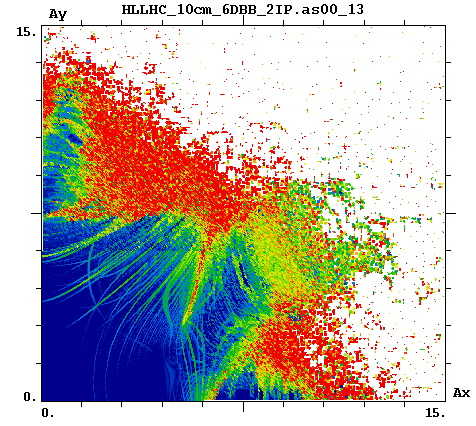 HLLHC_10cm_6DBB_2IP.as00_13
Ay
15.
0.
0.
15.
Ax